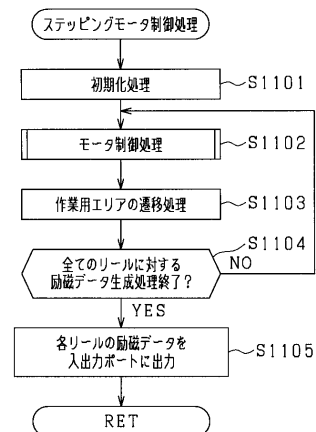 ステッピングモータ制御処理
初期化処理
S1101
モータ制御処理
S1102
作業用エリアの遷移処理
S1103
S1104
全てのリールに対する
励磁データ生成処理終了?
NO
YES
各リールの励磁データを
入出力ポートに出力
S1105
RET